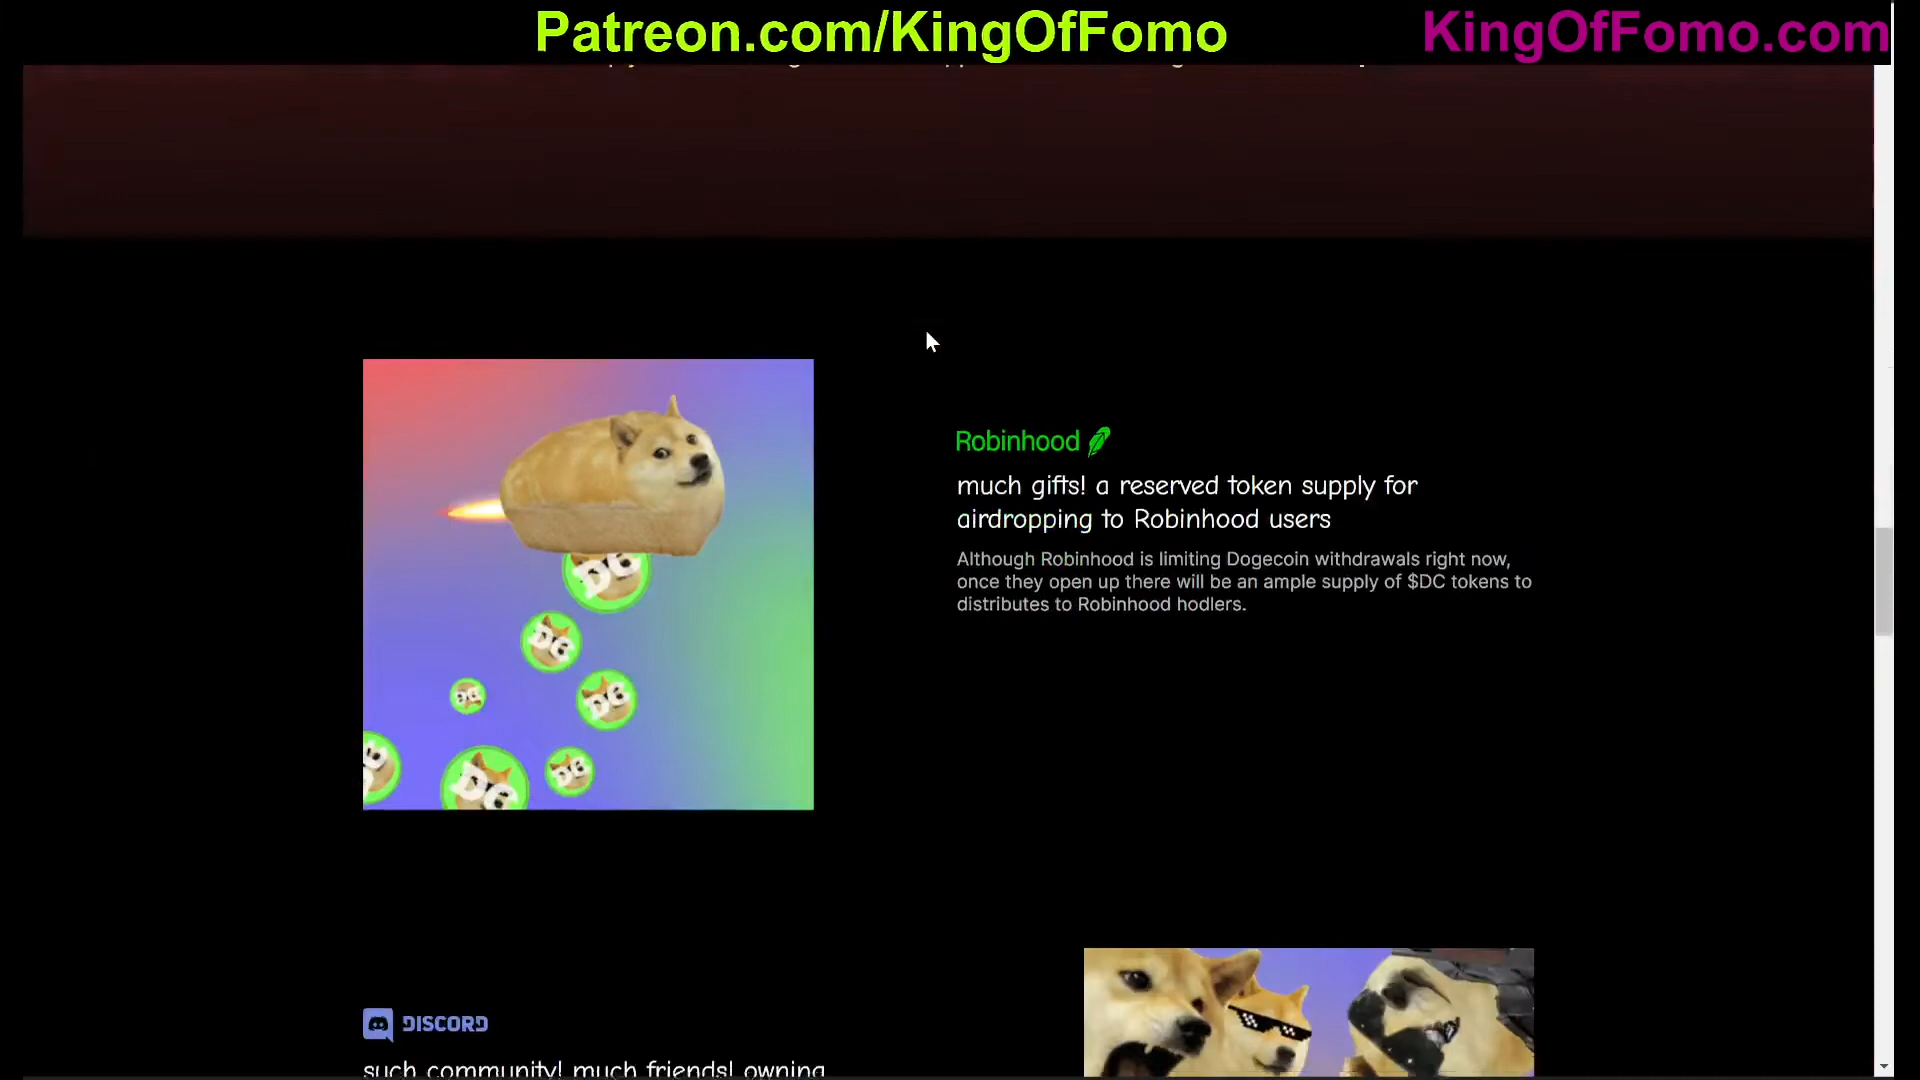 Patreon.com/KingOfFomo
KingOfFomo.com
Robinhood
much gifts! a reserved token supply for
airdropping to Robinhood users
Although Robinhood is limiting Dogecoin withdrawals right now,
once they open up there will be an ample supply of $DC tokens to
distributes to Robinhood hodlers.
DISCORD
such community! much friends! owning